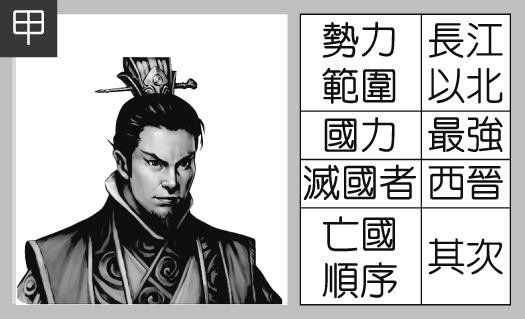 甲
勢力
範圍
長江
以北
國力
最強
滅國者
西晉
亡國
順序
其次